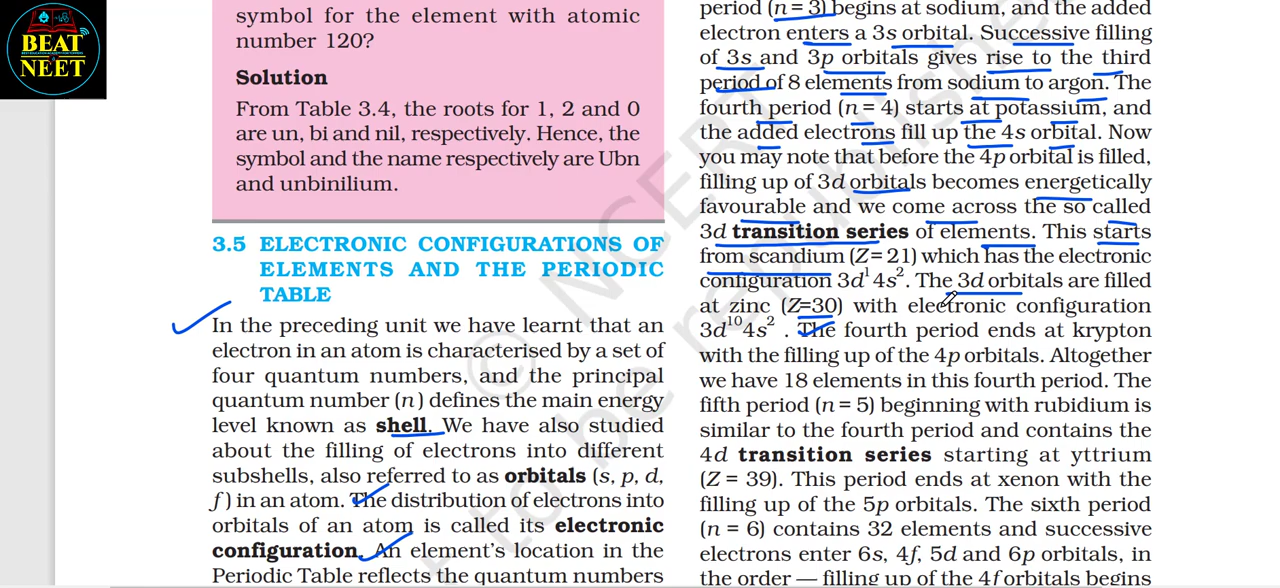 BEAT
NEET
symbol for the element with atomic
number 120?
Solution
From Table 3.4, the roots for 1, 2 and 0
are un, bi and nil, respectively. Hence, the
symbol and the name respectively are Ubn
and unbinilium.
3.5 ELECTRONIC CONFIGURATIONS OF
ELEMENTS AND THE PERIODIC
TABLE
In the preceding unit we have learnt that an
electron in an atom is characterised by a set of
four quantum numbers, and the principal
quantum number (n) defines the main energy
level known as shell. We have also studied
about the filling of electrons into different
subshells, also referred to as orbitals (s, p, d,
f) in an atom. The distribution of electrons into
orbitals of an atom is called its electronic
configuration. An element's location in the
Periodic Table reflects the quantum numbers
period (n = 3) begins at sodium, and the added
electron enters a 3s orbital. Successive filling
of 3s and 3p orbitals gives rise to the third
period of 8 elements from sodium to argon. The
fourth period (n = 4) starts at potassium, and
the added electrons fill up the 4s orbital. Now
you may note that before the 4p orbital is filled,
filling up of 3d orbitals becomes energetically
favourable and we come across the so called
3d transition series of elements. This starts
from scandium (Z = 21) which has the electronic
configuration 3d¹4s². The 3d orbitals are filled
at zinc (Z=30) with electronic configuration
3d¹⁰4s² . The fourth period ends at krypton
with the filling up of the 4p orbitals. Altogether
we have 18 elements in this fourth period. The
fifth period (n = 5) beginning with rubidium is
similar to the fourth period and contains the
4d transition series starting at yttrium
(Z = 39). This period ends at xenon with the
filling up of the 5p orbitals. The sixth period
(n = 6) contains 32 elements and successive
electrons enter 6s, 4f, 5d and 6p orbitals, in
the order — filling up of the 4f orbitals begins
© NCERT
to be republished